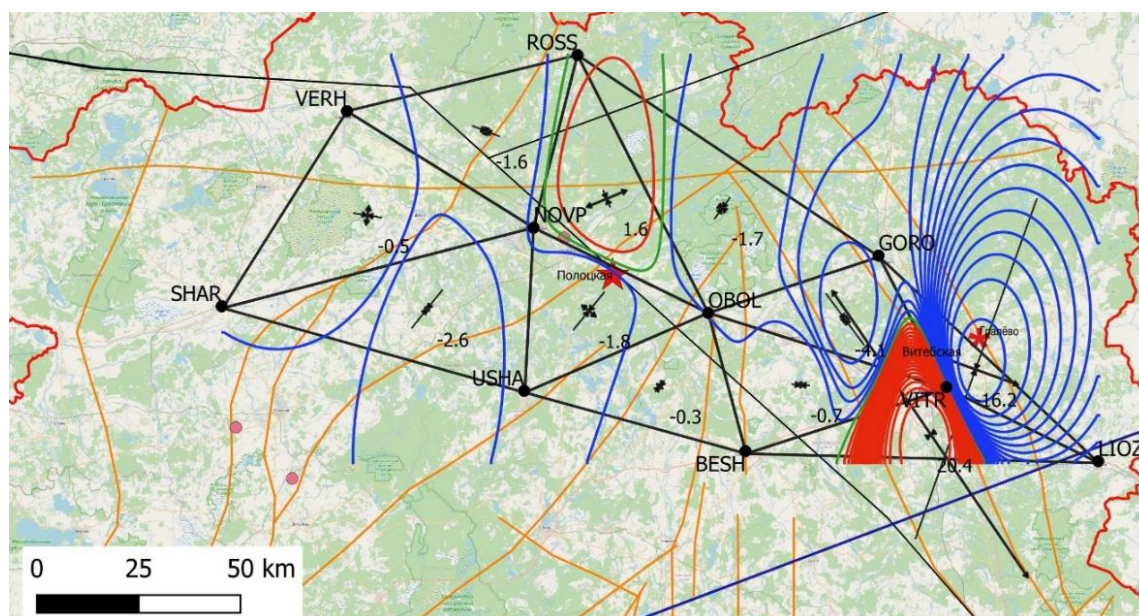 ROSS
VERH
-1.6
NOVP
-0.5
1.6
-1.7
GORO
Полоцкая
SHAR
OBOL
-2.6
-1.8
-4.1
Витебская
USHA
VITR
16.2
-0.3
-0.7
BESH
20.4
LIOZ
0 25 50 km